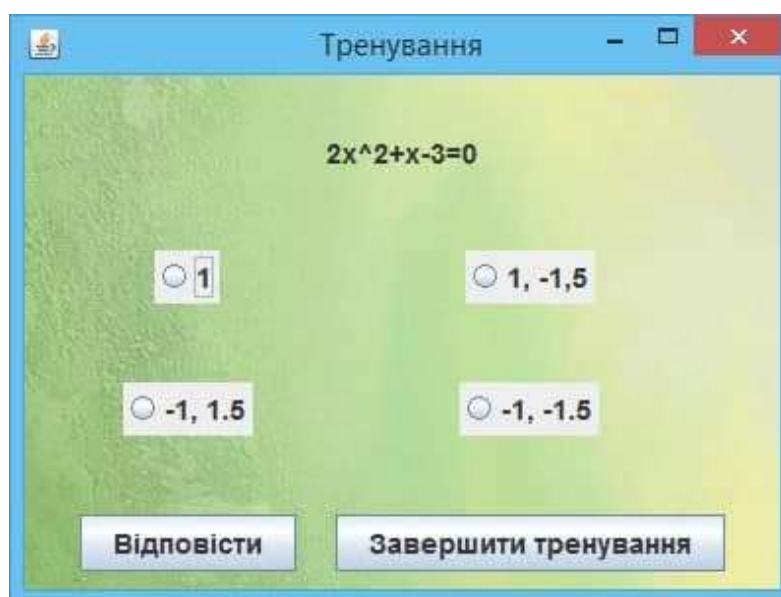 Тренування
2x^2+x-3=0
1
1, -1,5
-1, 1.5
-1, -1.5
Відповісти
Завершити тренування